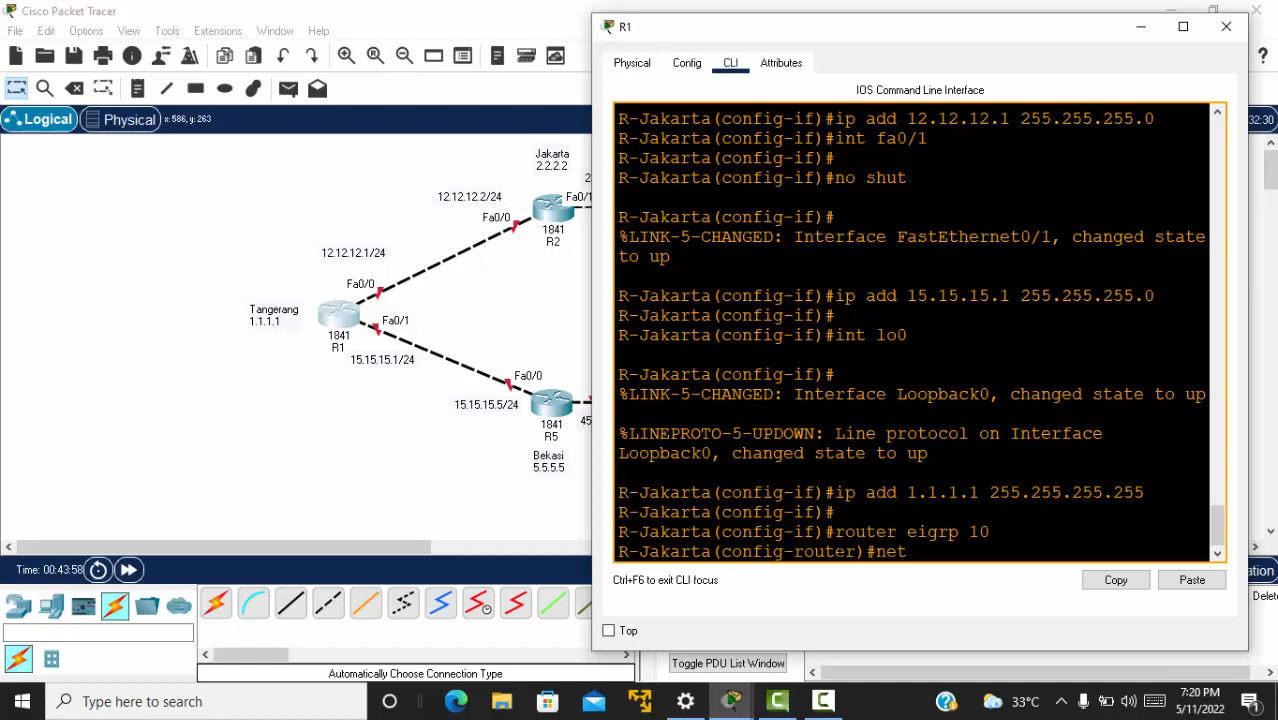 Cisco Packet Tracer
File Edit Options View Tools Extensions Window Help
Logical Physical x: 586, y: 263
32:30
Jakarta
2.2.2.2
12.12.12.2/24
Fa0/1
Fa0/0
1841
R2
12.12.12.1/24
Fa0/0
Tangerang
1.1.1.1
Fa0/1
1841
R1
15.15.15.1/24
Fa0/0
15.15.15.5/24
45
1841
R5
Bekasi
5.5.5.5
R1
Physical Config CLI Attributes
IOS Command Line Interface
R-Jakarta(config-if)#ip add 12.12.12.1 255.255.255.0
R-Jakarta(config-if)#int fa0/1
R-Jakarta(config-if)#
R-Jakarta(config-if)#no shut
R-Jakarta(config-if)#
%LINK-5-CHANGED: Interface FastEthernet0/1, changed state
to up
R-Jakarta(config-if)#ip add 15.15.15.1 255.255.255.0
R-Jakarta(config-if)#
R-Jakarta(config-if)#int lo0
R-Jakarta(config-if)#
%LINK-5-CHANGED: Interface Loopback0, changed state to up
%LINEPROTO-5-UPDOWN: Line protocol on Interface
Loopback0, changed state to up
R-Jakarta(config-if)#ip add 1.1.1.1 255.255.255.255
R-Jakarta(config-if)#
R-Jakarta(config-if)#router eigrp 10
R-Jakarta(config-router)#net
Ctrl+F6 to exit CLI focus
Copy Paste
Top
Time: 00:43:58
Automatically Choose Connection Type
Toggle PDU List Window
ation
Delete
Type here to search
33°C
7:20 PM
5/11/2022
1